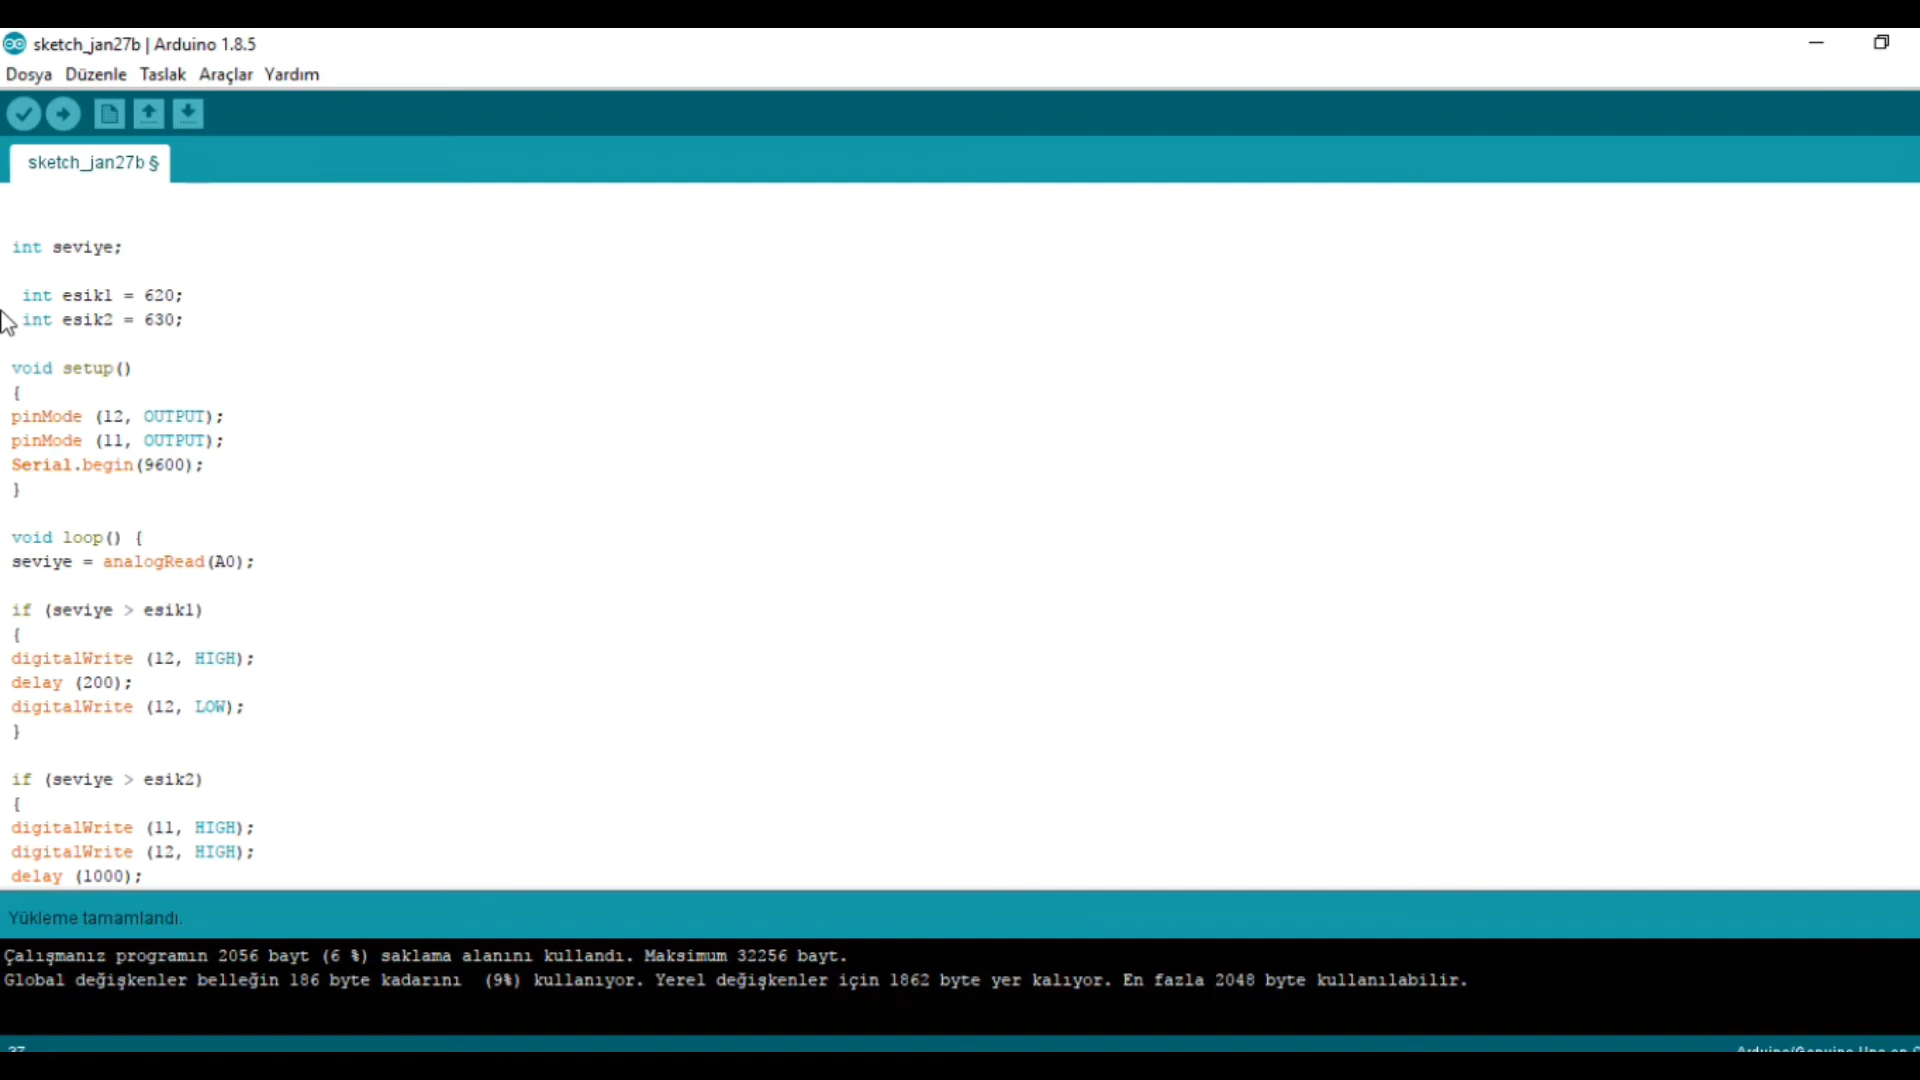 sketch_jan27b | Arduino 1.8.5
Dosya Düzenle Taslak Araçlar Yardım
sketch_jan27b §
int seviye;
int esik1 = 620;
int esik2 = 630;
void setup()
{
pinMode (12, OUTPUT);
pinMode (11, OUTPUT);
Serial.begin(9600);
}
void loop() {
seviye = analogRead(A0);
if (seviye > esik1)
{
digitalWrite (12, HIGH);
delay (200);
digitalWrite (12, LOW);
}
if (seviye > esik2)
{
digitalWrite (11, HIGH);
digitalWrite (12, HIGH);
delay (1000);
Yükleme tamamlandı.
Çalışmanız programın 2056 bayt (6 %) saklama alanını kullandı. Maksimum 32256 bayt.
Global değişkenler belleğin 186 byte kadarını (9%) kullanıyor. Yerel değişkenler için 1862 byte yer kalıyor. En fazla 2048 byte kullanılabilir.
Arduino/Genuino Uno on